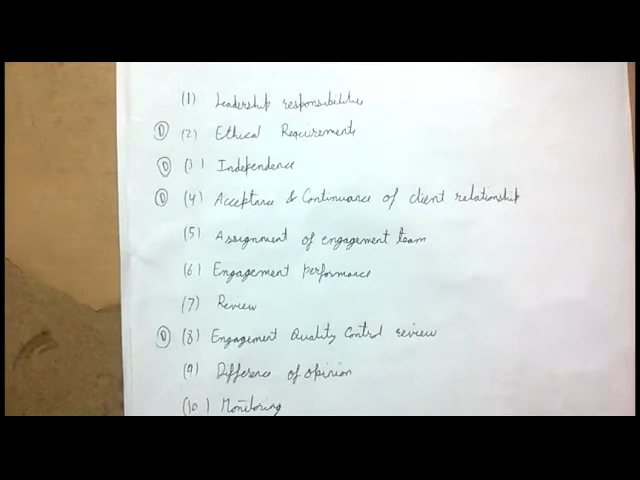 (1) Leadership responsibilities
(D) (2) Ethical Requirements
(D) (3) Independence
(D) (4) Acceptance & Continuance of client relationship
(5) Assignment of engagement team
(6) Engagement performance
(7) Review
(D) (8) Engagement Quality Control review
(9) Difference of opinion
(10) Monitoring